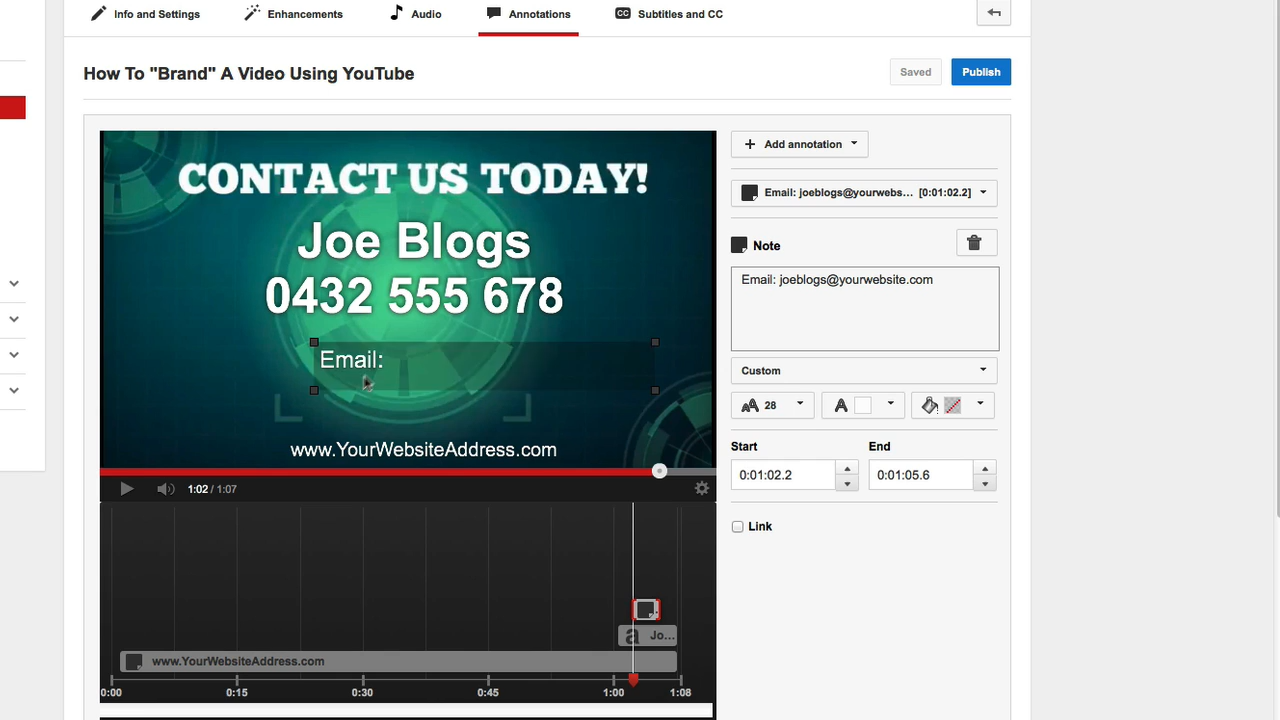 Info and Settings
Enhancements
Audio
Annotations
CC Subtitles and CC
How To "Brand" A Video Using YouTube
Saved
Publish
CONTACT US TODAY!
Joe Blogs
0432 555 678
Email:
www.YourWebsiteAddress.com
1:02 / 1:07
+ Add annotation
Email: joeblogs@yourwebs... [0:01:02.2]
Note
Email: joeblogs@yourwebsite.com
Custom
AA 28
A
Start
End
0:01:02.2
0:01:05.6
Link
a Jo...
www.YourWebsiteAddress.com
0:00 0:15 0:30 0:45 1:00 1:08